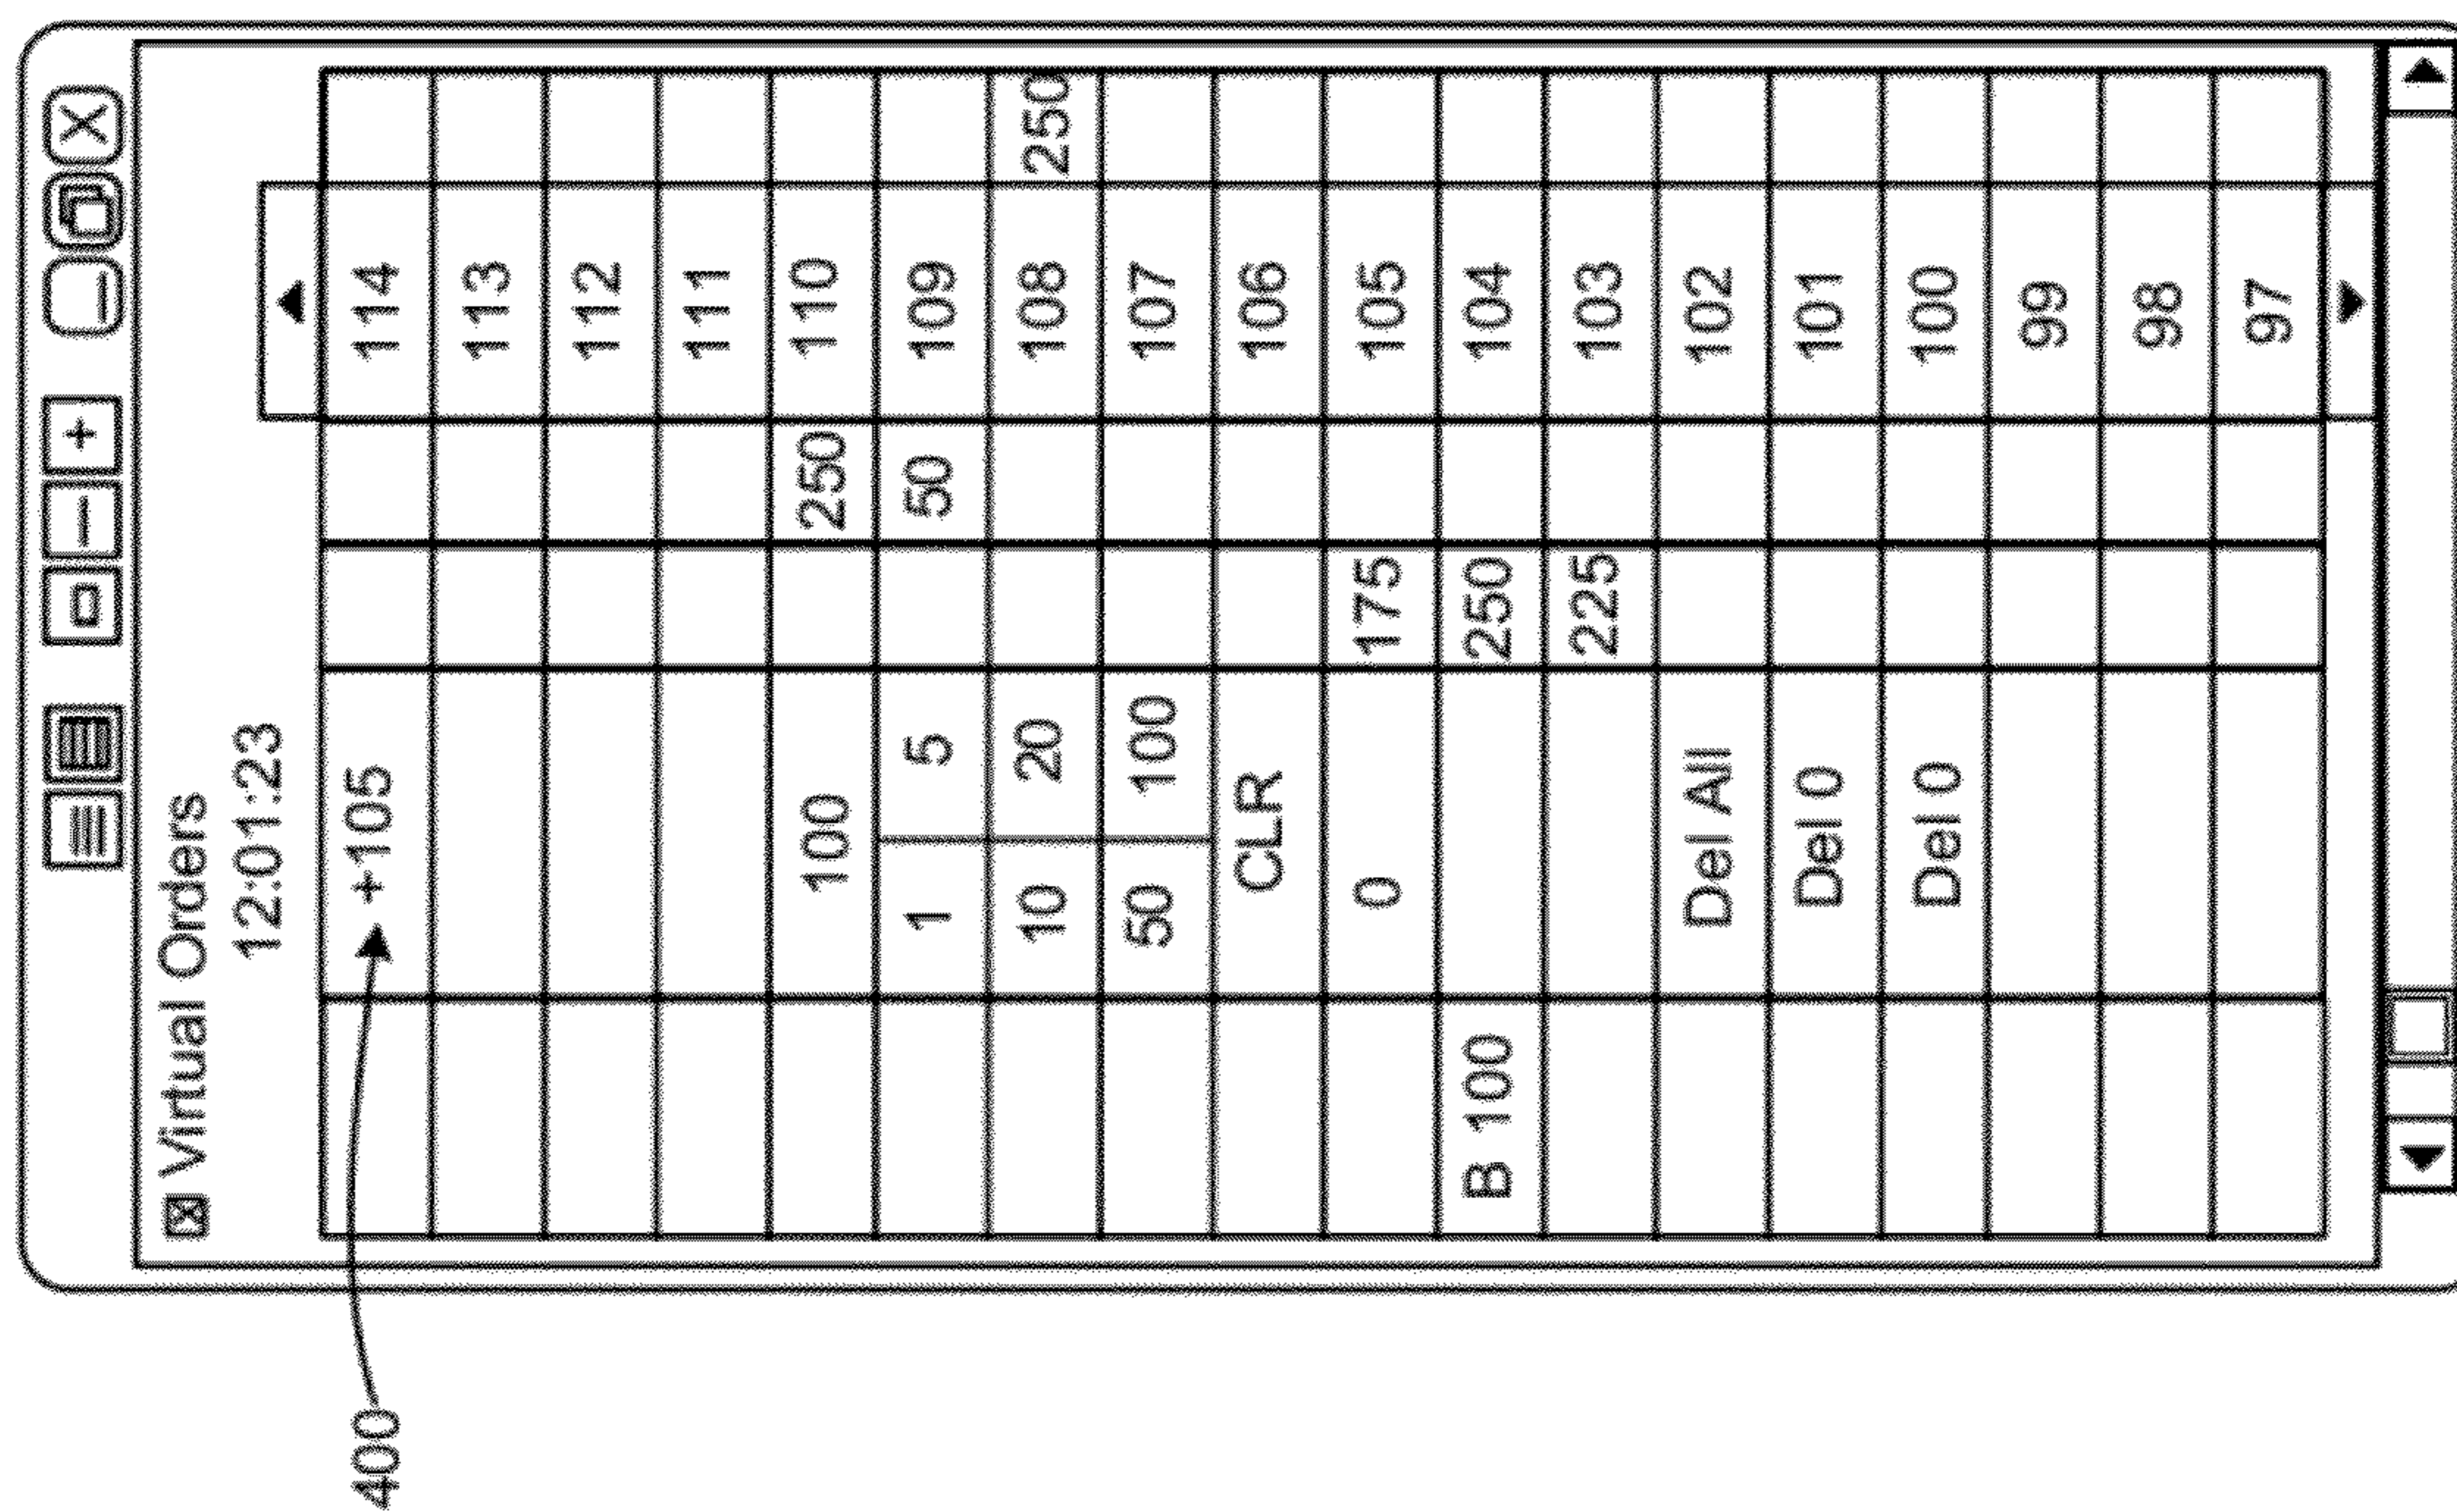 Virtual Orders
12:01:23
400 +105 114
113
112
111
100 250 110
1 5 50 109
10 20 108 250
50 100 107
CLR 106
0 175 105
B 100 250 104
225 103
Del All 102
Del 0 101
Del 0 100
99
98
97